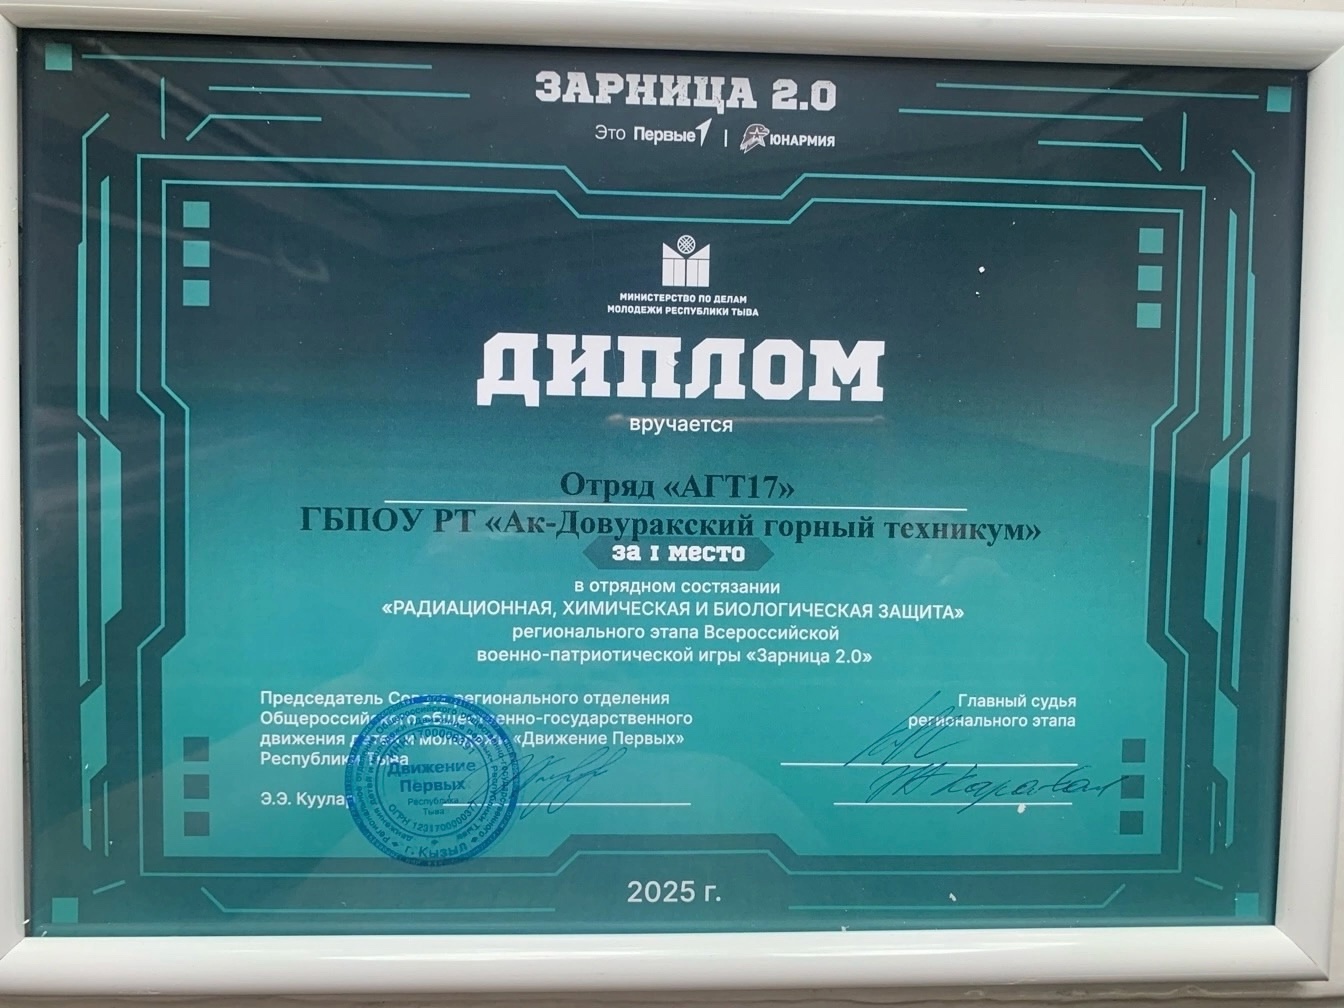 ЗАРНИЦА 2.0
Это Первые | ЮНАРМИЯ
МИНИСТЕРСТВО ПО ДЕЛАМ
МОЛОДЕЖИ РЕСПУБЛИКИ ТЫВА
ДИПЛОМ
вручается
Отряд «АГТ17»
ГБПОУ РТ «Ак-Довуракский горный техникум»
за I место
в отрядном состязании
«РАДИАЦИОННАЯ, ХИМИЧЕСКАЯ И БИОЛОГИЧЕСКАЯ ЗАЩИТА»
регионального этапа Всероссийской
военно-патриотической игры «Зарница 2.0»
Председатель Совета регионального отделения
Общероссийского общественно-государственного
движения детей и молодежи «Движение Первых»
Республики Тыва
Э.Э. Куулар
Движение
Первых
Республика
Тыва
г. Кызыл
Главный судья
регионального этапа
2025 г.